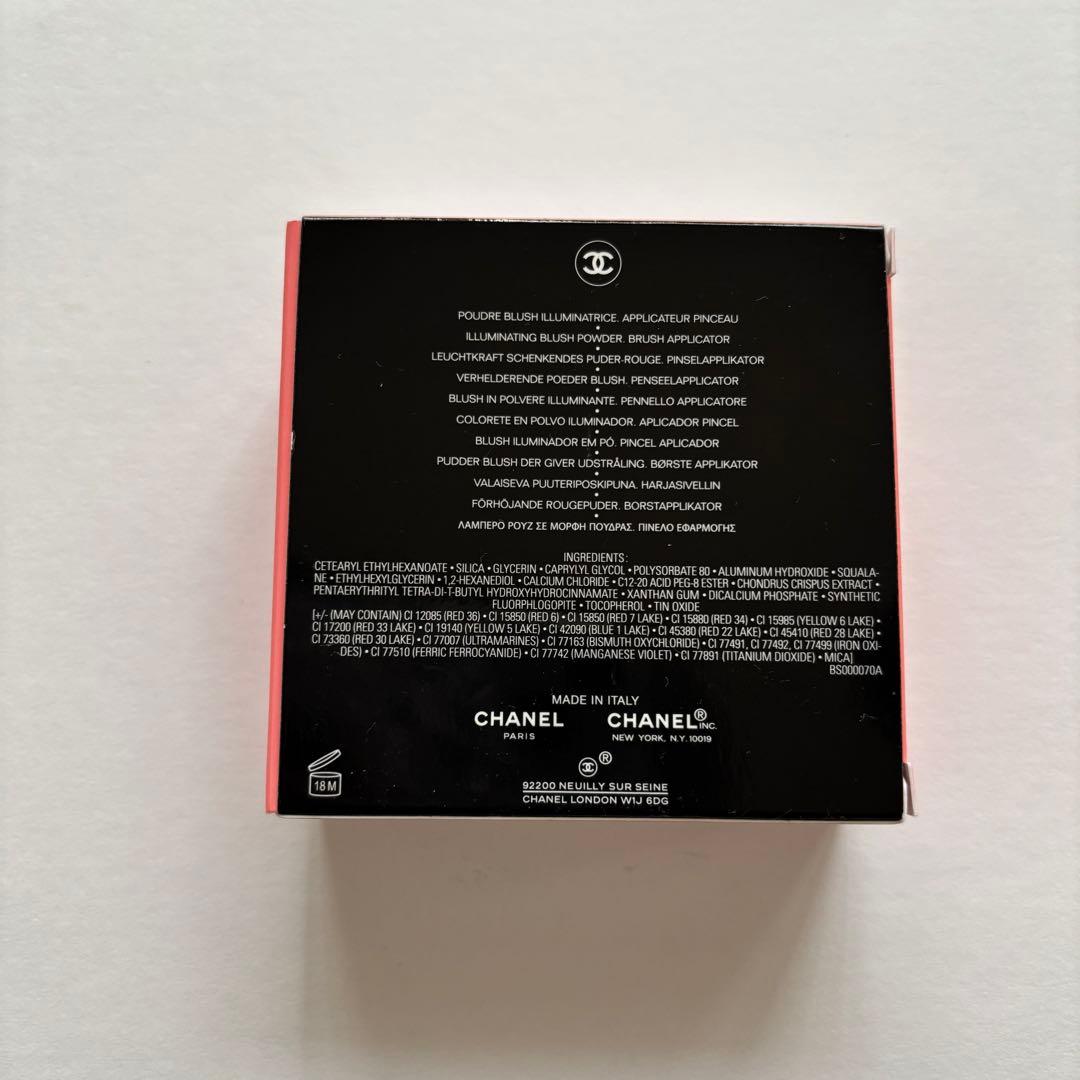 POUDRE BLUSH ILLUMINATRICE. APPLICATEUR PINCEAU
•
ILLUMINATING BLUSH POWDER. BRUSH APPLICATOR
•
LEUCHTKRAFT SCHENKENDES PUDER-ROUGE. PINSELAPPLIKATOR
•
VERHELDERENDE POEDER BLUSH. PENSEELAPPLICATOR
•
BLUSH IN POLVERE ILLUMINANTE. PENNELLO APPLICATORE
•
COLORETE EN POLVO ILUMINADOR. APLICADOR PINCEL
•
BLUSH ILUMINADOR EM PÓ. PINCEL APLICADOR
•
PUDDER BLUSH DER GIVER UDSTRÅLING. BØRSTE APPLIKATOR
•
VALAISEVA PUUTERIPOSKIPUNA. HARJASIVELLIN
•
FÖRHÖJANDE ROUGEPUDER. BORSTAPPLIKATOR
•
ΛΑΜΠΕΡΟ ΡΟΥΖ ΣΕ ΜΟΡΦΗ ΠΟΥΔΡΑΣ. ΠΙΝΕΛΟ ΕΦΑΡΜΟΓΗΣ
INGREDIENTS:
CETEARYL ETHYLHEXANOATE • SILICA • GLYCERIN • CAPRYLYL GLYCOL • POLYSORBATE 80 • ALUMINUM HYDROXIDE • SQUALA-
NE • ETHYLHEXYLGLYCERIN • 1,2-HEXANEDIOL • CALCIUM CHLORIDE • C12-20 ACID PEG-8 ESTER • CHONDRUS CRISPUS EXTRACT •
PENTAERYTHRITYL TETRA-DI-T-BUTYL HYDROXYHYDROCINNAMATE • XANTHAN GUM • DICALCIUM PHOSPHATE • SYNTHETIC
FLUORPHLOGOPITE • TOCOPHEROL • TIN OXIDE
[+/- (MAY CONTAIN) CI 12085 (RED 36) • CI 15850 (RED 6) • CI 15850 (RED 7 LAKE) • CI 15880 (RED 34) • CI 15985 (YELLOW 6 LAKE) •
CI 17200 (RED 33 LAKE) • CI 19140 (YELLOW 5 LAKE) • CI 42090 (BLUE 1 LAKE) • CI 45380 (RED 22 LAKE) • CI 45410 (RED 28 LAKE) •
CI 73360 (RED 30 LAKE) • CI 77007 (ULTRAMARINES) • CI 77163 (BISMUTH OXYCHLORIDE) • CI 77491, CI 77492, CI 77499 (IRON OXI-
DES) • CI 77510 (FERRIC FERROCYANIDE) • CI 77742 (MANGANESE VIOLET) • CI 77891 (TITANIUM DIOXIDE) • MICA]
BS000070A
MADE IN ITALY
CHANEL CHANEL® INC.
PARIS NEW YORK, N.Y. 10019
®
18 M
92200 NEUILLY SUR SEINE
CHANEL LONDON W1J 6DG